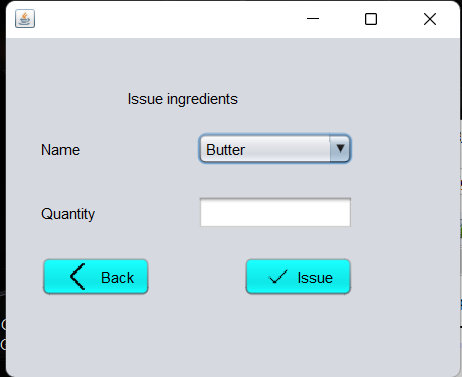 Issue ingredients
Name
Butter
Quantity
Back
Issue